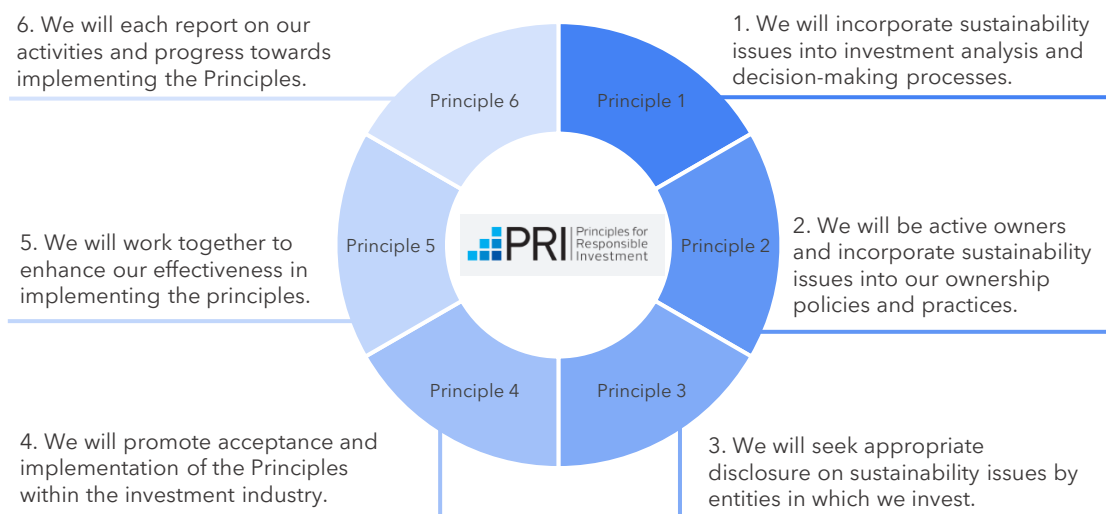 1. We will incorporate sustainability
issues into investment analysis and
decision-making processes.
2. We will be active owners
and incorporate sustainability
issues into our ownership
policies and practices.
3. We will seek appropriate
disclosure on sustainability issues by
entities in which we invest.
4. We will promote acceptance and
implementation of the Principles
within the investment industry.
5. We will work together to
enhance our effectiveness in
implementing the principles.
6. We will each report on our
activities and progress towards
implementing the Principles.
Principle 1
Principle 2
Principle 3
Principle 4
Principle 5
Principle 6
PRI
Principles for
Responsible
Investment